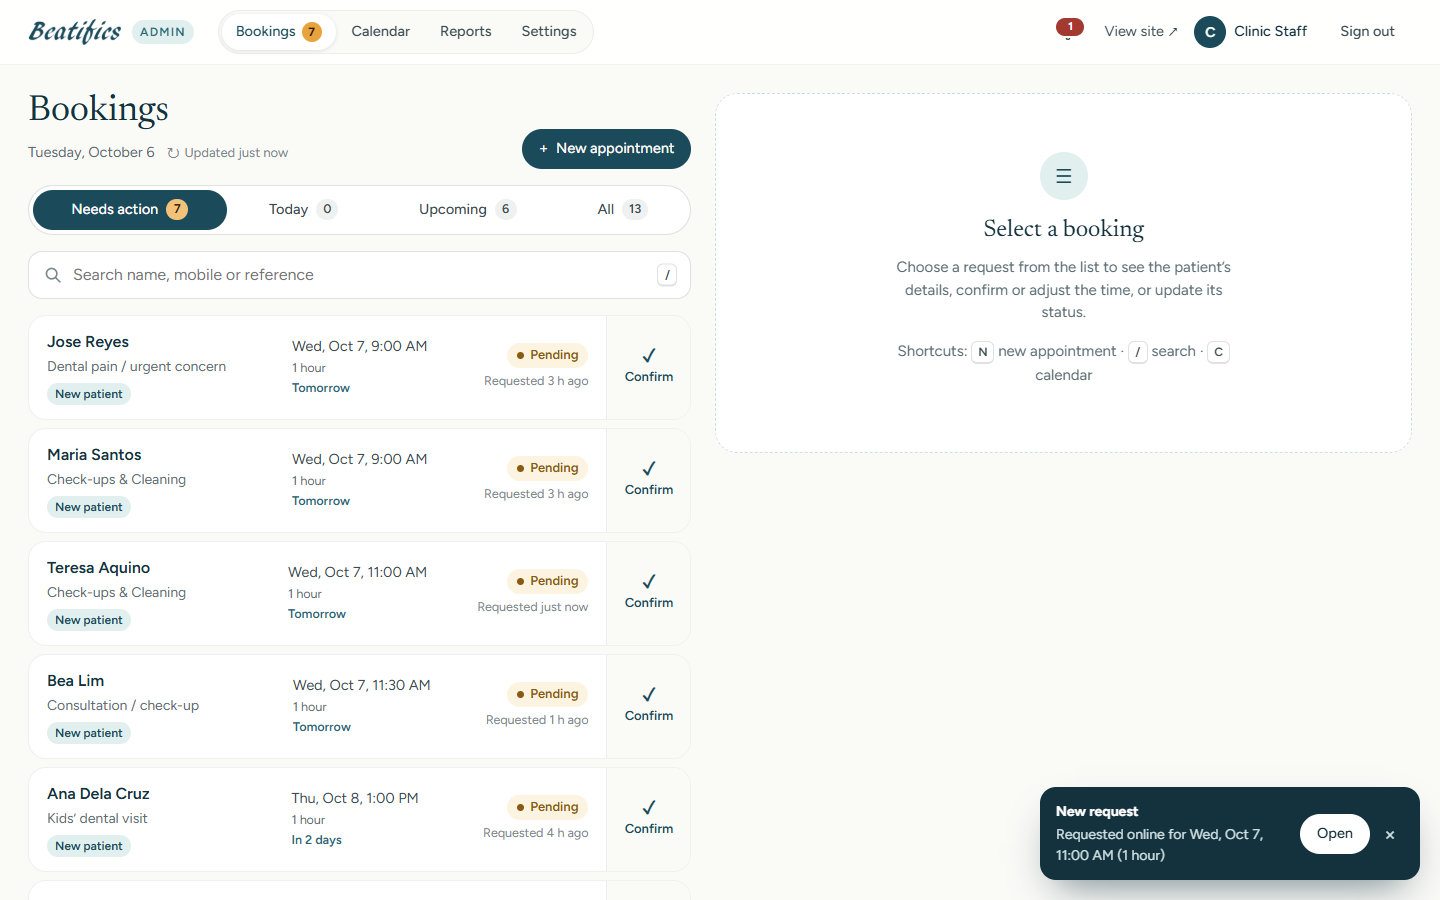 Beatifics ADMIN Bookings 7 Calendar Reports Settings 1 View site ↗ C Clinic Staff Sign out
Bookings
Tuesday, October 6 ↻ Updated just now
+ New appointment
Needs action 7 Today 0 Upcoming 6 All 13
Search name, mobile or reference /
Jose Reyes
Dental pain / urgent concern
New patient
Wed, Oct 7, 9:00 AM
1 hour
Tomorrow
Pending
Requested 3 h ago
✓
Confirm
Maria Santos
Check-ups & Cleaning
New patient
Wed, Oct 7, 9:00 AM
1 hour
Tomorrow
Pending
Requested 3 h ago
✓
Confirm
Teresa Aquino
Check-ups & Cleaning
New patient
Wed, Oct 7, 11:00 AM
1 hour
Tomorrow
Pending
Requested just now
✓
Confirm
Bea Lim
Consultation / check-up
New patient
Wed, Oct 7, 11:30 AM
1 hour
Tomorrow
Pending
Requested 1 h ago
✓
Confirm
Ana Dela Cruz
Kids’ dental visit
New patient
Thu, Oct 8, 1:00 PM
1 hour
In 2 days
Pending
Requested 4 h ago
✓
Confirm
Select a booking
Choose a request from the list to see the patient’s
details, confirm or adjust the time, or update its
status.
Shortcuts: N new appointment · / search · C
calendar
New request
Requested online for Wed, Oct 7,
11:00 AM (1 hour)
Open ×